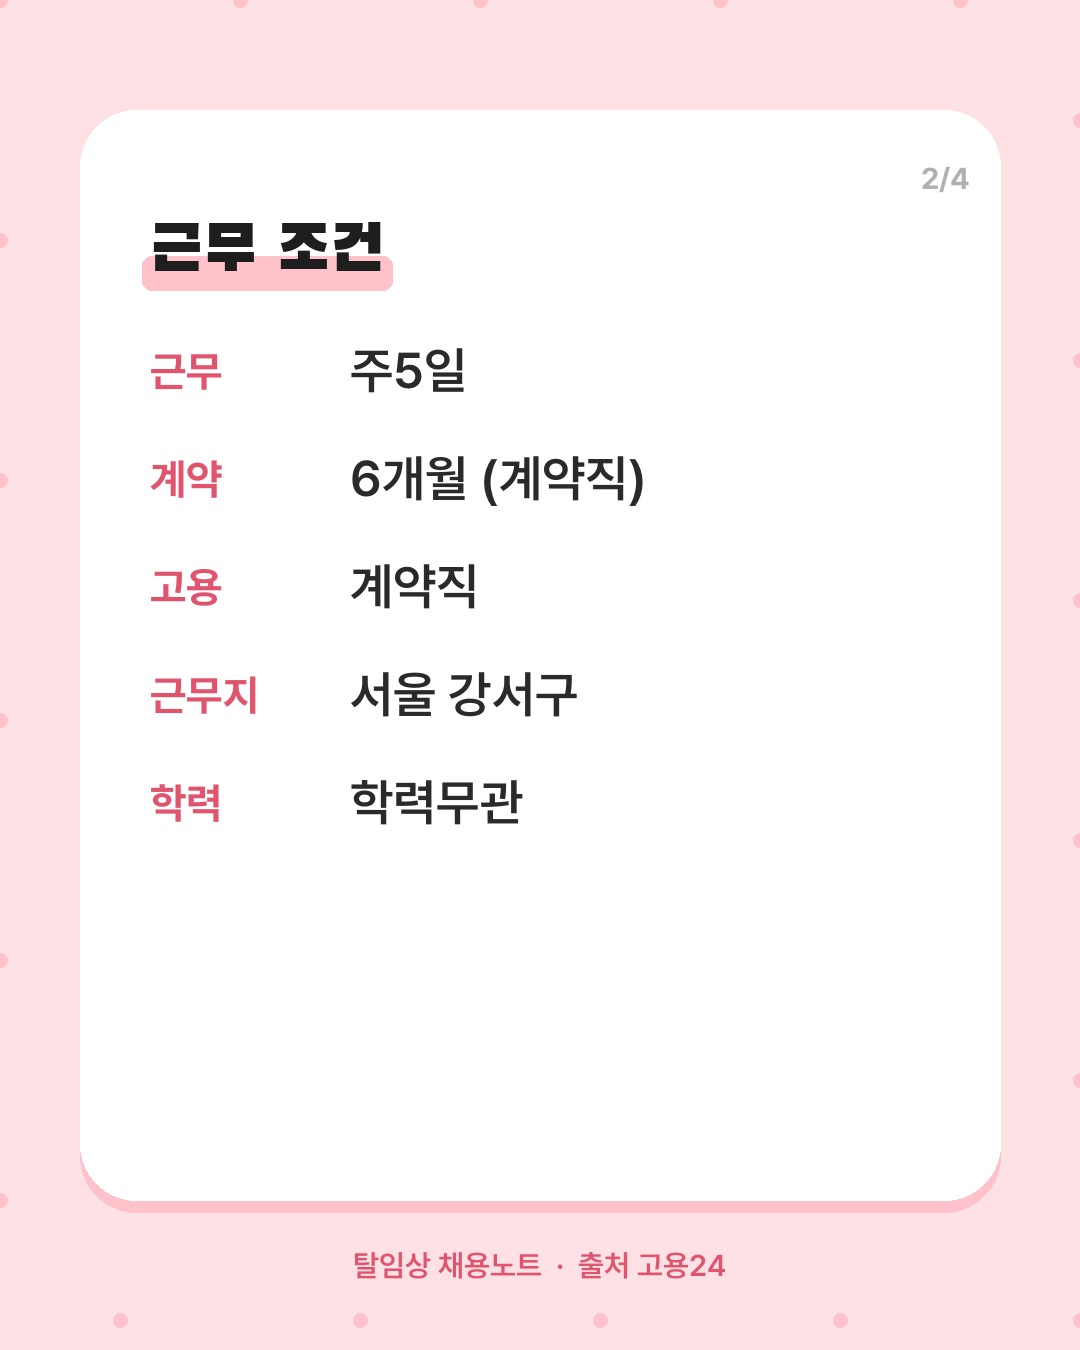 2/4
근무 조건
근무 주5일
계약 6개월 (계약직)
고용 계약직
근무지 서울 강서구
학력 학력무관
탈임상 채용노트 · 출처 고용24